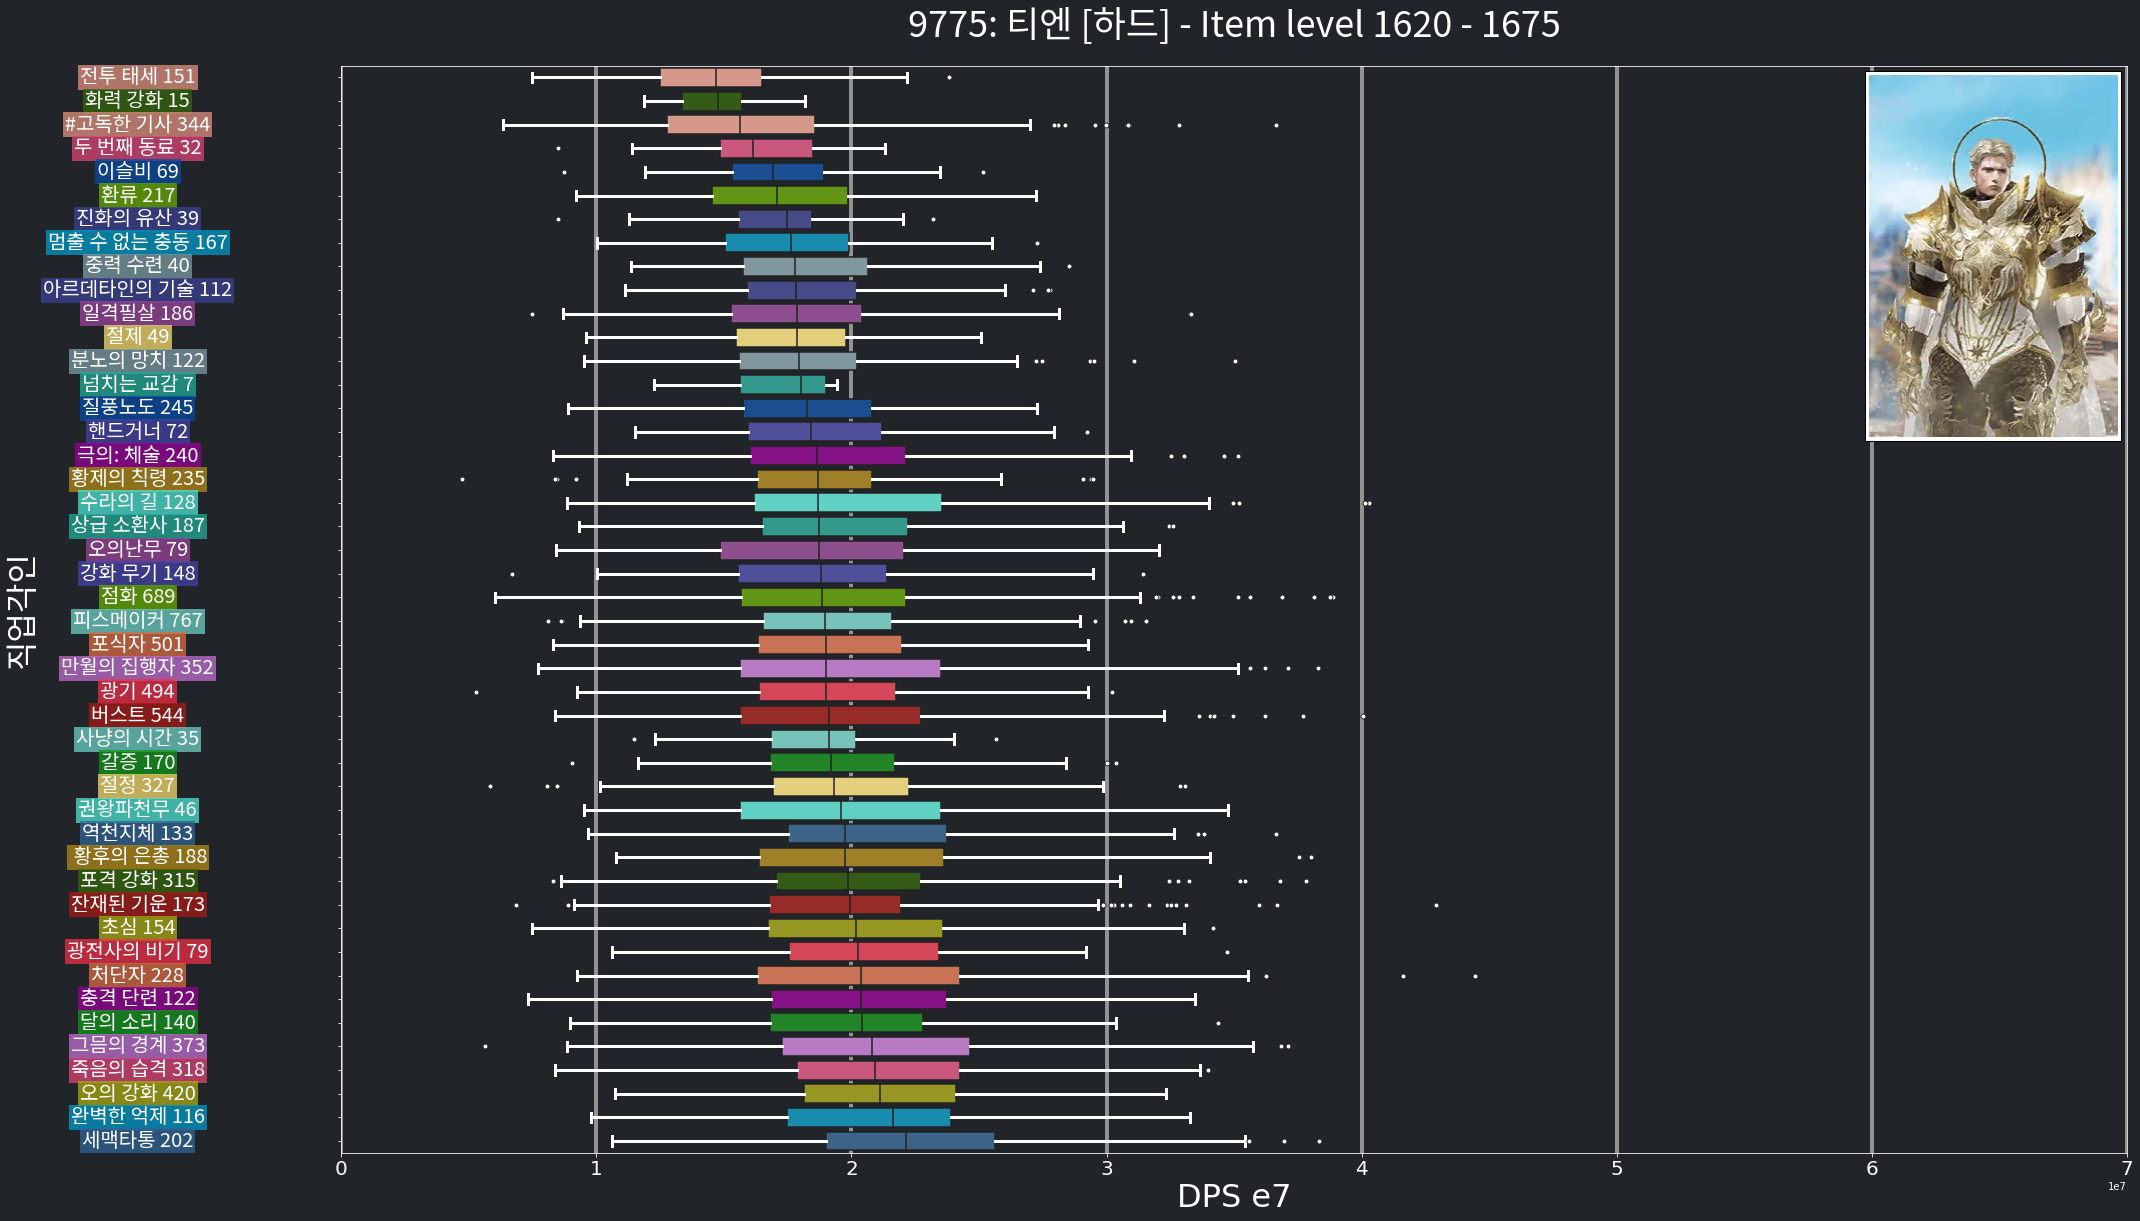 9775: 티엔 [하드] - Item level 1620 - 1675
직업각인
전투 태세 151
화력 강화 15
#고독한 기사 344
두 번째 동료 32
이슬비 69
환류 217
진화의 유산 39
멈출 수 없는 충동 167
중력 수련 40
아르데타인의 기술 112
일격필살 186
절제 49
분노의 망치 122
넘치는 교감 7
질풍노도 245
핸드거너 72
극의: 체술 240
황제의 칙령 235
수라의 길 128
상급 소환사 187
오의난무 79
강화 무기 148
점화 689
피스메이커 767
포식자 501
만월의 집행자 352
광기 494
버스트 544
사냥의 시간 35
갈증 170
절정 327
권왕파천무 46
역천지체 133
황후의 은총 188
포격 강화 315
잔재된 기운 173
초심 154
광전사의 비기 79
처단자 228
충격 단련 122
달의 소리 140
그믐의 경계 373
죽음의 습격 318
오의 강화 420
완벽한 억제 116
세맥타통 202
0 1 2 3 4 5 6 7
1e7
DPS e7